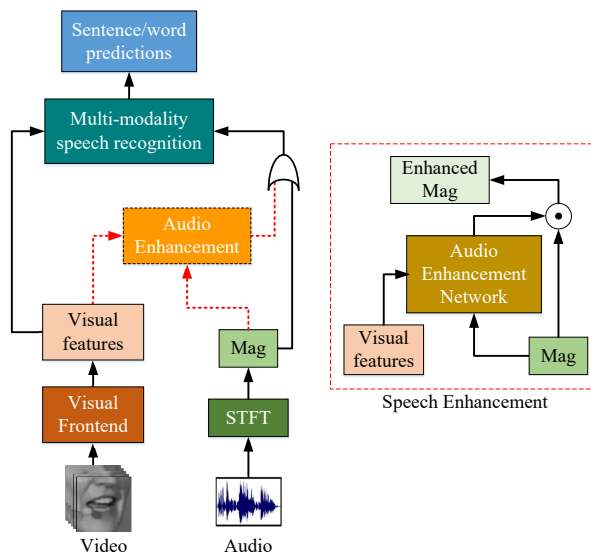 Sentence/word
predictions
Multi-modality
speech recognition
Audio
Enhancement
Visual
features
Mag
Visual
Frontend
STFT
Video
Audio
Enhanced
Mag
Audio
Enhancement
Network
Visual
features
Mag
Speech Enhancement